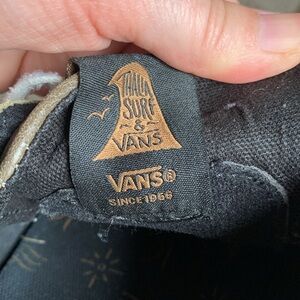 THALIA
SURF
&
VANS
VANS®
SINCE 1966